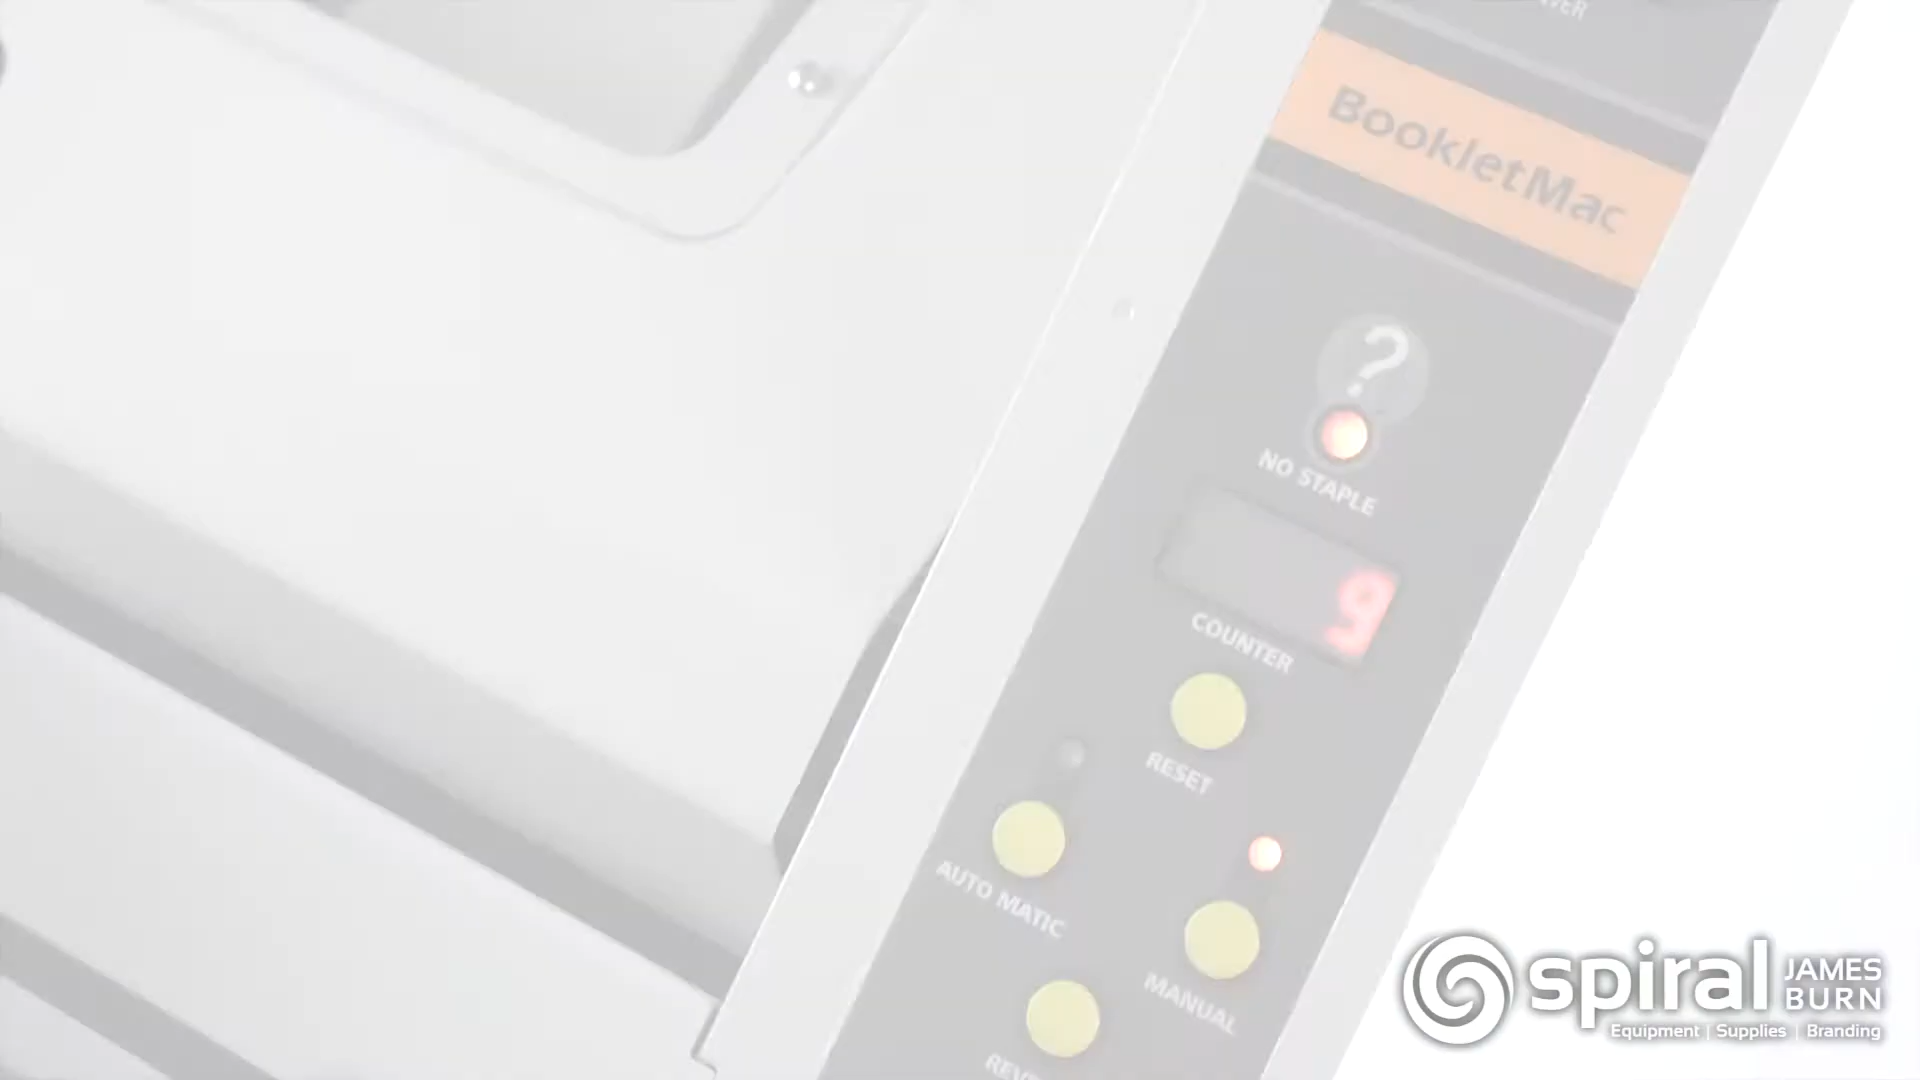 BookletMac
?
NO STAPLE
9
COUNTER
RESET
AUTO MATIC
MANUAL
spiral JAMES BURN
Equipment | Supplies | Branding